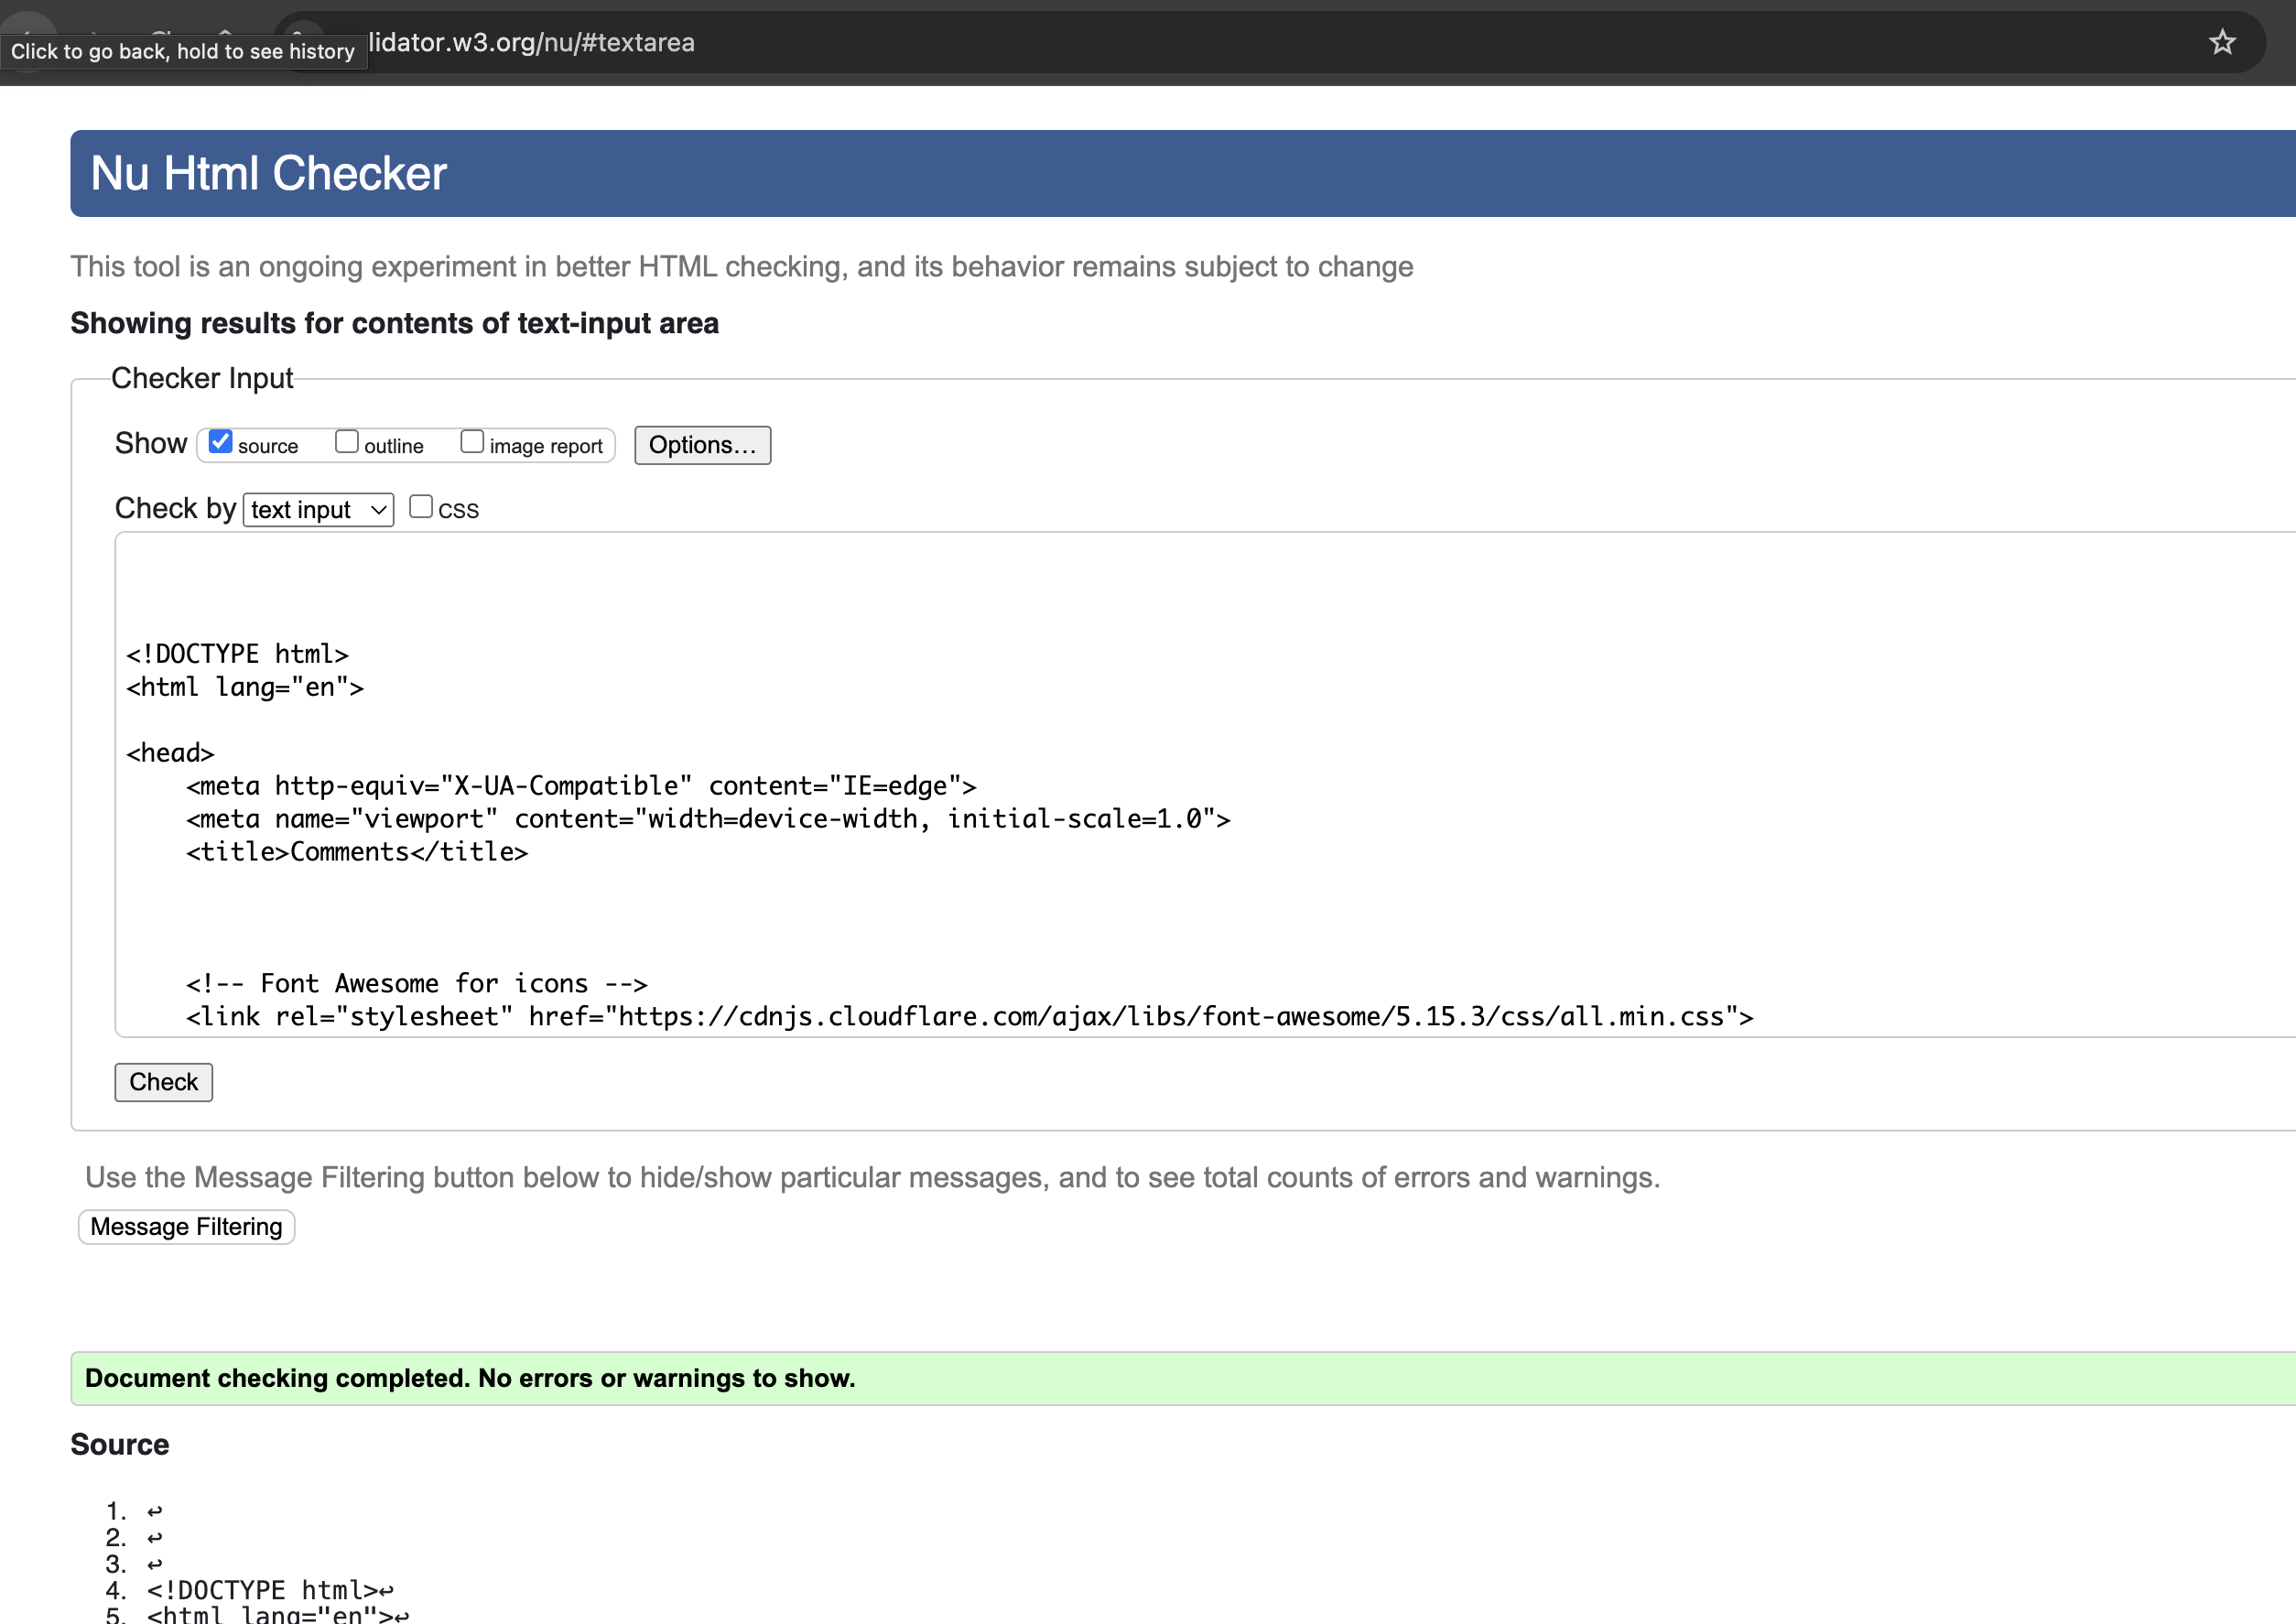 Click to go back, hold to see history
lidator.w3.org/nu/#textarea
Nu Html Checker
This tool is an ongoing experiment in better HTML checking, and its behavior remains subject to change
Showing results for contents of text-input area
Checker Input
Show source outline image report Options...
Check by text input CSS
<!DOCTYPE html>
<html lang="en">
<head>
<meta http-equiv="X-UA-Compatible" content="IE=edge">
<meta name="viewport" content="width=device-width, initial-scale=1.0">
<title>Comments</title>
<!-- Font Awesome for icons -->
<link rel="stylesheet" href="https://cdnjs.cloudflare.com/ajax/libs/font-awesome/5.15.3/css/all.min.css">
Check
Use the Message Filtering button below to hide/show particular messages, and to see total counts of errors and warnings.
Message Filtering
Document checking completed. No errors or warnings to show.
Source
1. ↩
2. ↩
3. ↩
4. <!DOCTYPE html>↩
5. <html lang="en">↩